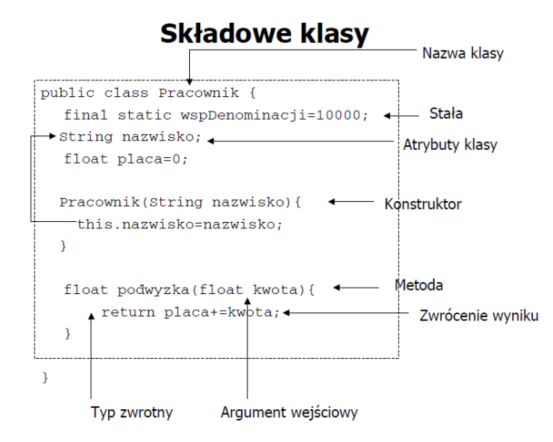 Składowe klasy
Nazwa klasy
public class Pracownik {
final static wspDenominacji=10000;
Stała
String nazwisko;
Atrybuty klasy
float placa=0;
Pracownik(String nazwisko){
Konstruktor
this.nazwisko=nazwisko;
}
float podwyzka(float kwota){
Metoda
return placa+=kwota;
Zwrócenie wyniku
}
}
Typ zwrotny
Argument wejściowy